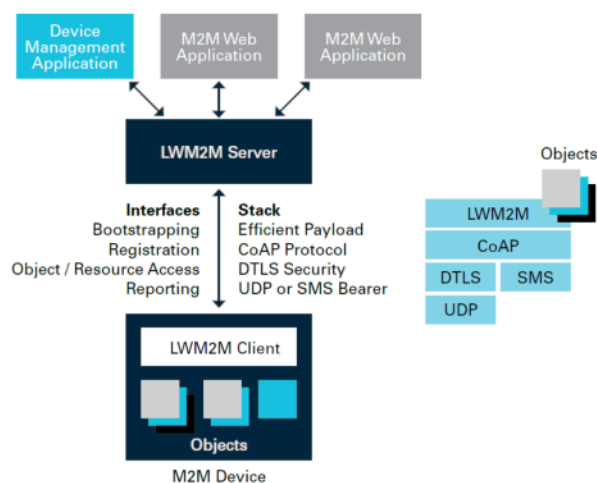 Device
Management
Application
M2M Web
Application
M2M Web
Application
LWM2M Server
Interfaces
Bootstrapping
Registration
Object / Resource Access
Reporting
Stack
Efficient Payload
CoAP Protocol
DTLS Security
UDP or SMS Bearer
LWM2M Client
Objects
M2M Device
Objects
LWM2M
CoAP
DTLS
SMS
UDP